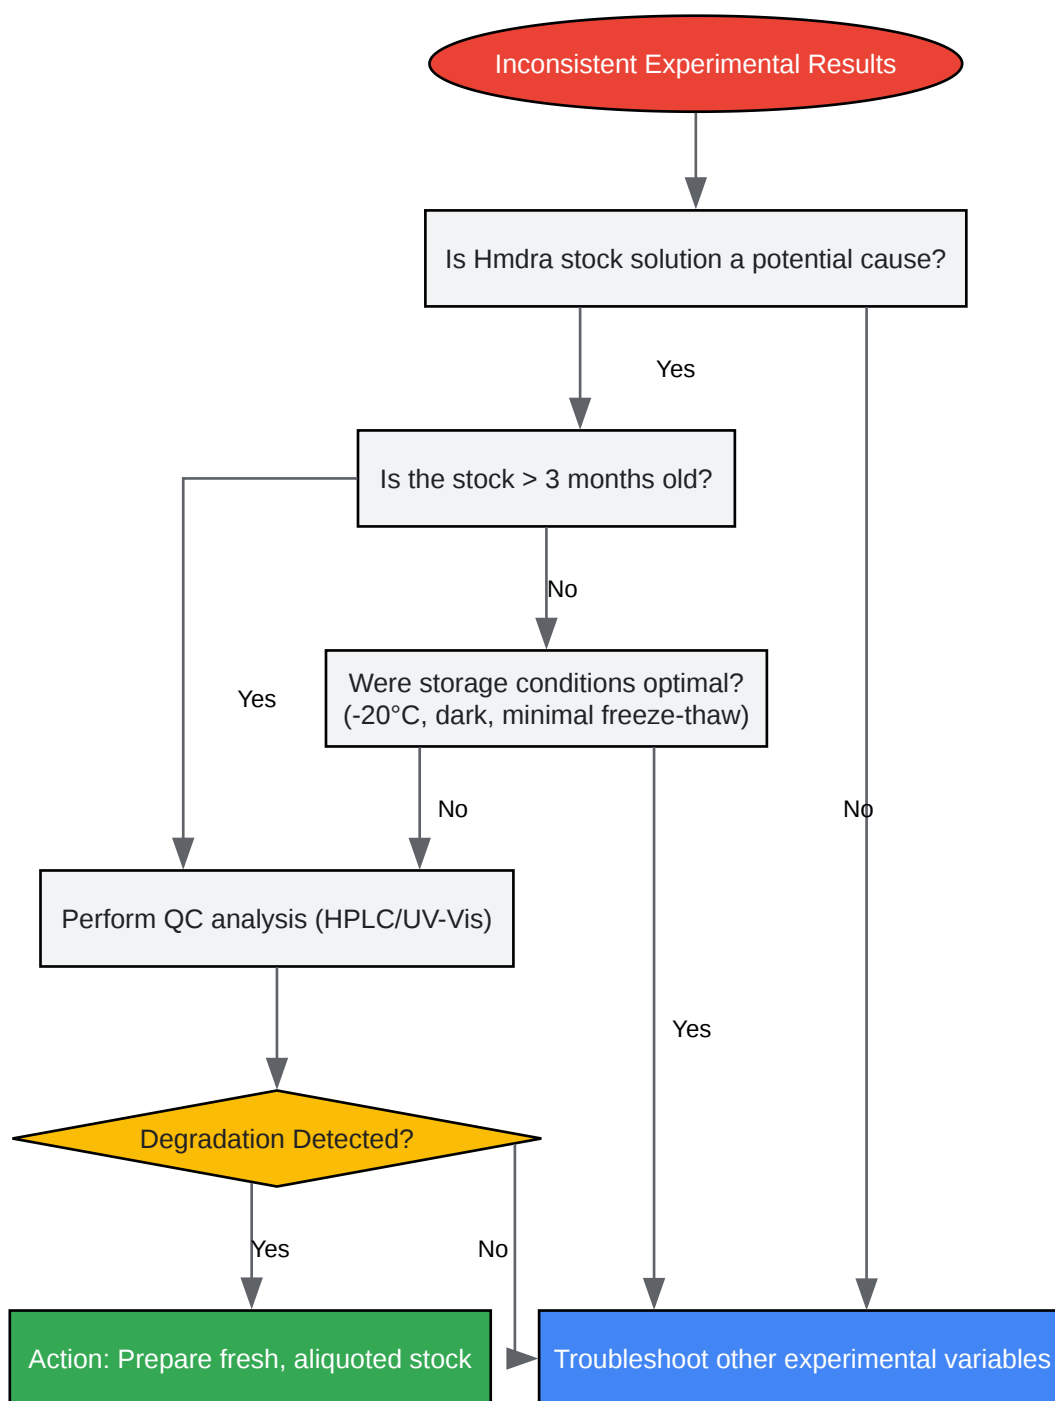 Inconsistent Experimental Results
Is Hmdra stock solution a potential cause?
Yes
Is the stock > 3 months old?
No
Were storage conditions optimal?
(-20°C, dark, minimal freeze-thaw)
Yes
No
No
Perform QC analysis (HPLC/UV-Vis)
Yes
Degradation Detected?
Yes
No
Action: Prepare fresh, aliquoted stock
Troubleshoot other experimental variables